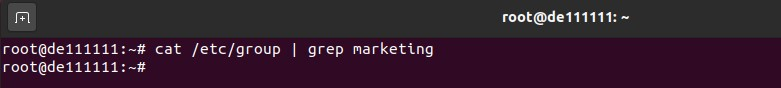 root@de111111: ~
root@de111111:~# cat /etc/group | grep marketing
root@de111111:~#